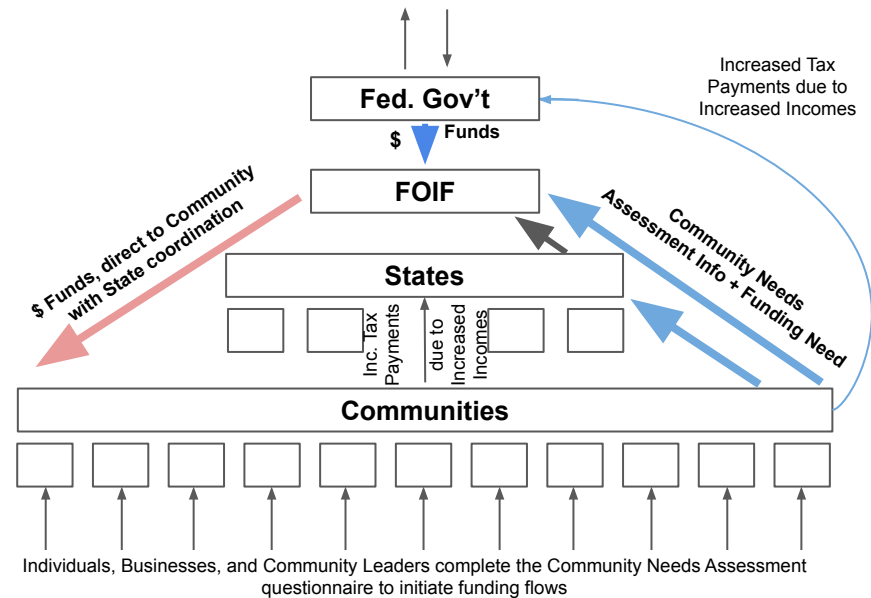 Increased Tax
Payments due to
Increased Incomes
Fed. Gov't
$
Funds
FOIF
$ Funds, direct to Community
with State coordination
Community Needs
Assessment Info + Funding Need
States
Inc. Tax
Payments
due to
Increased
Incomes
Communities
Individuals, Businesses, and Community Leaders complete the Community Needs Assessment
questionnaire to initiate funding flows